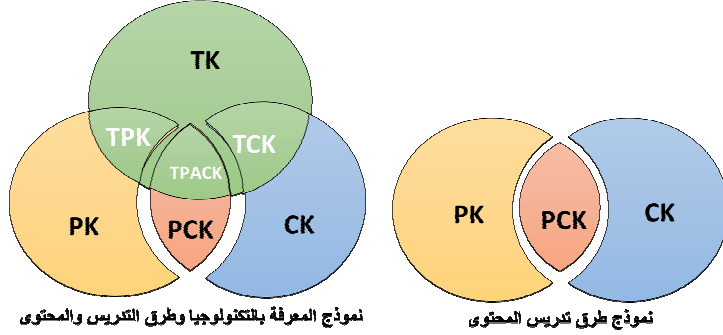 TK
TPK
TCK
TPACK
PK
PCK
CK
نموذج المعرفة بالتكنولوجيا وطرق التدريس والمحتوى
PK
PCK
CK
نموذج طرق تدريس المحتوى